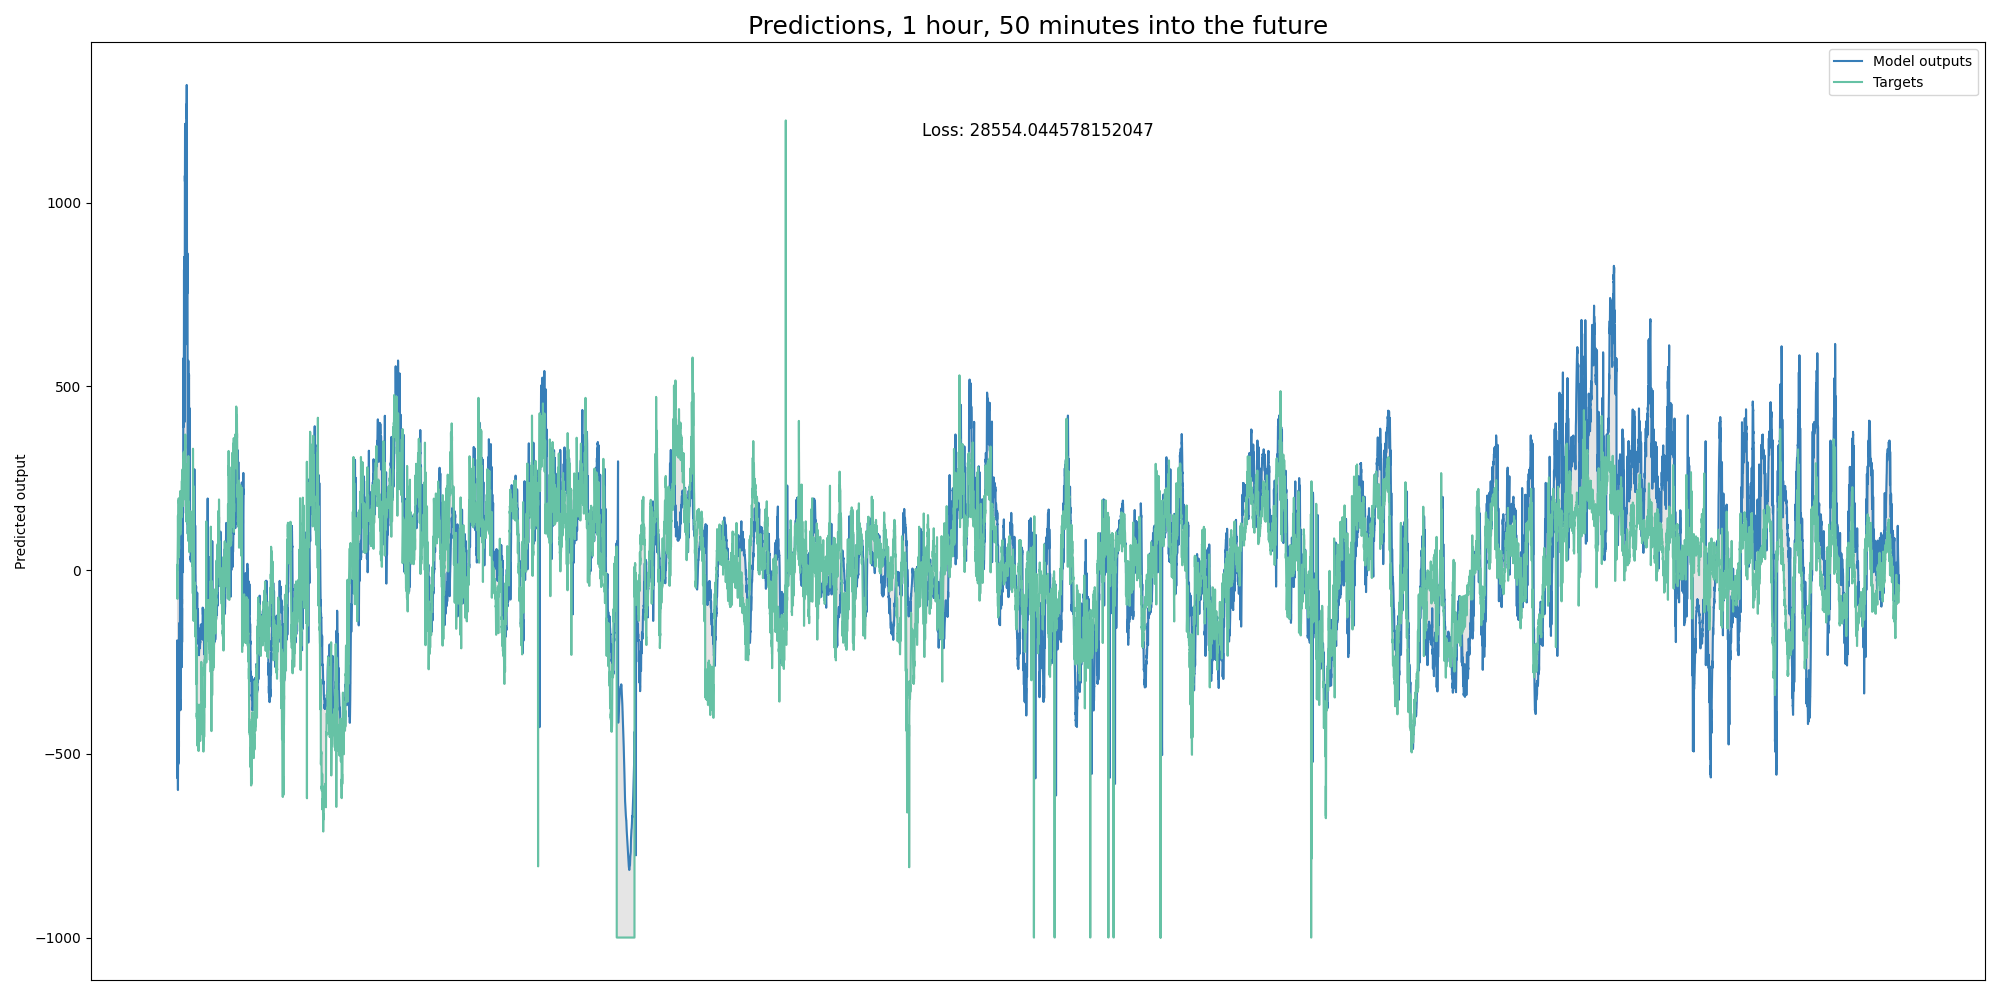 Predictions, 1 hour, 50 minutes into the future
Model outputs
Targets
Loss: 28554.044578152047
1000
500
0
−500
−1000
Predicted output